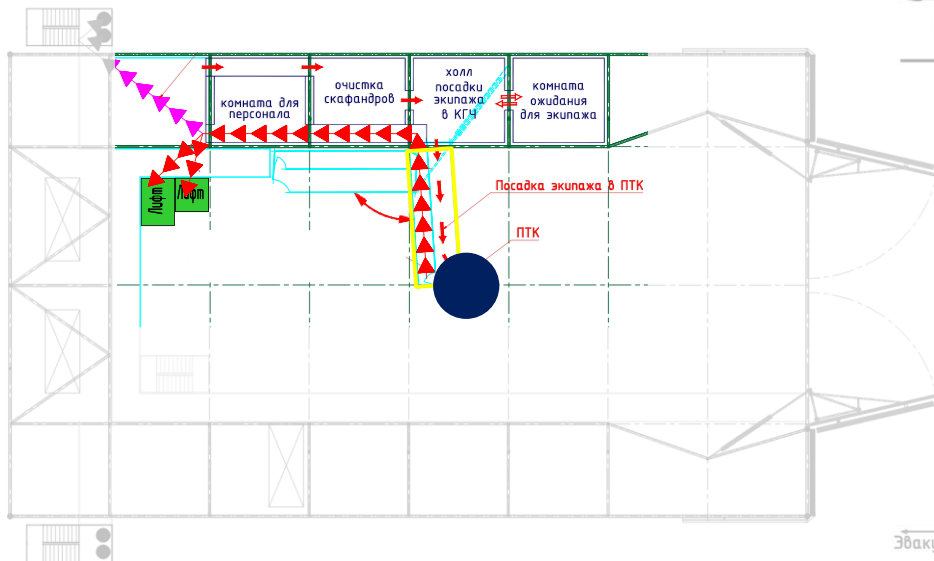 комната для
персонала
очистка
скафандров
холл
посадки
экипажа
в КГЧ
комната
ожидания
для экипажа
Лифт
Лифт
Посадка экипажа в ПТК
ПТК
Эваку